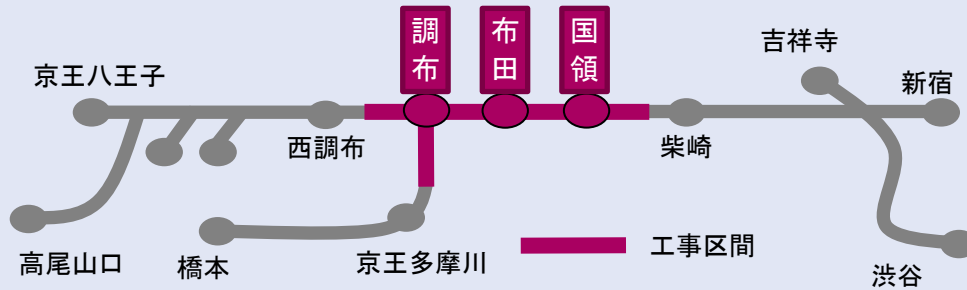 調布
布田
国領
吉祥寺
京王八王子
新宿
西調布
柴崎
工事区間
高尾山口
橋本
京王多摩川
渋谷